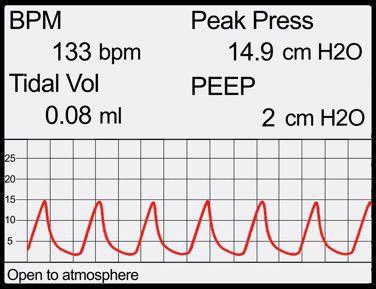 BPM Peak Press
133 bpm 14.9 cm H2O
Tidal Vol PEEP
0.08 ml 2 cm H2O
25
20
15
10
5
Open to atmosphere